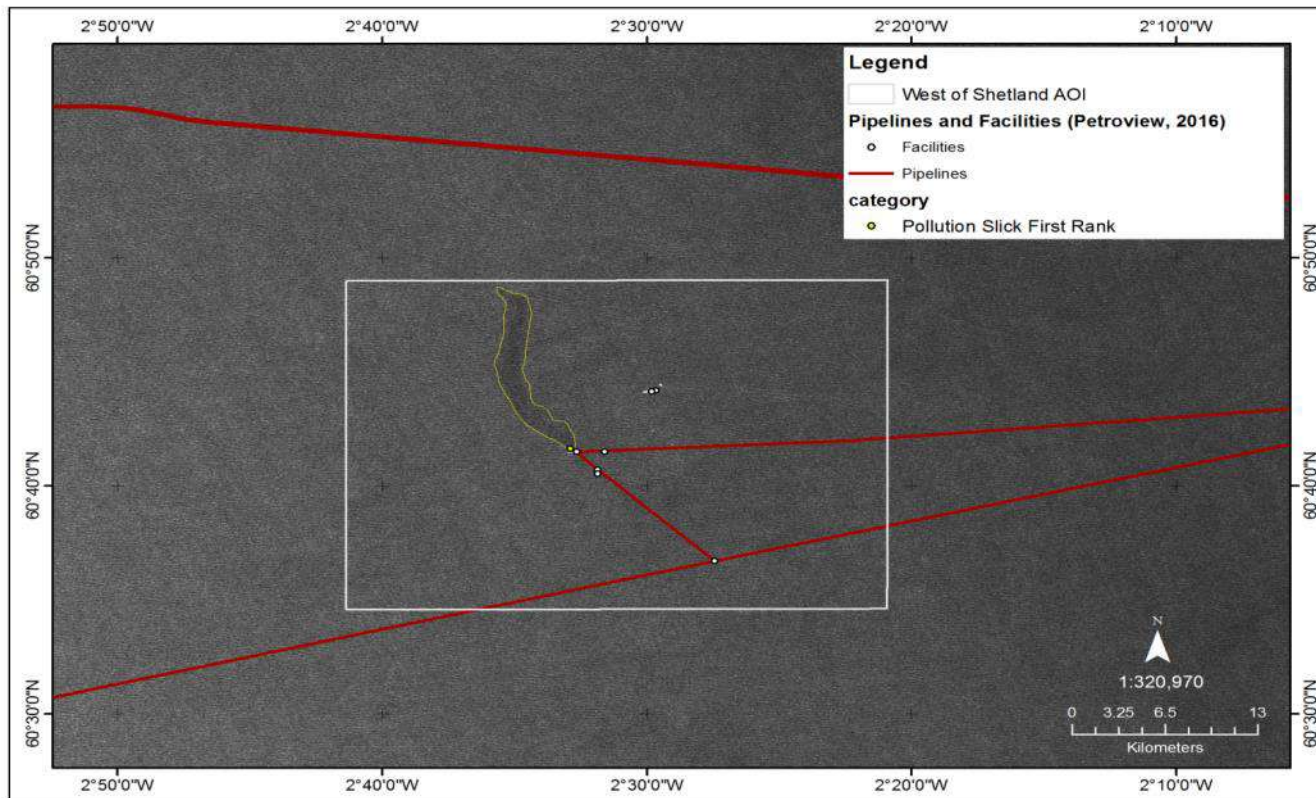 2°50'0"W 2°40'0"W 2°30'0"W 2°20'0"W 2°10'0"W
Legend
West of Shetland AOI
Pipelines and Facilities (Petroview, 2016)
Facilities
Pipelines
category
Pollution Slick First Rank
60°50'0"N 60°50'0"N
60°40'0"N 60°40'0"N
N
1:320,970
60°30'0"N 60°30'0"N
0 3.25 6.5 13
Kilometers
2°50'0"W 2°40'0"W 2°30'0"W 2°20'0"W 2°10'0"W